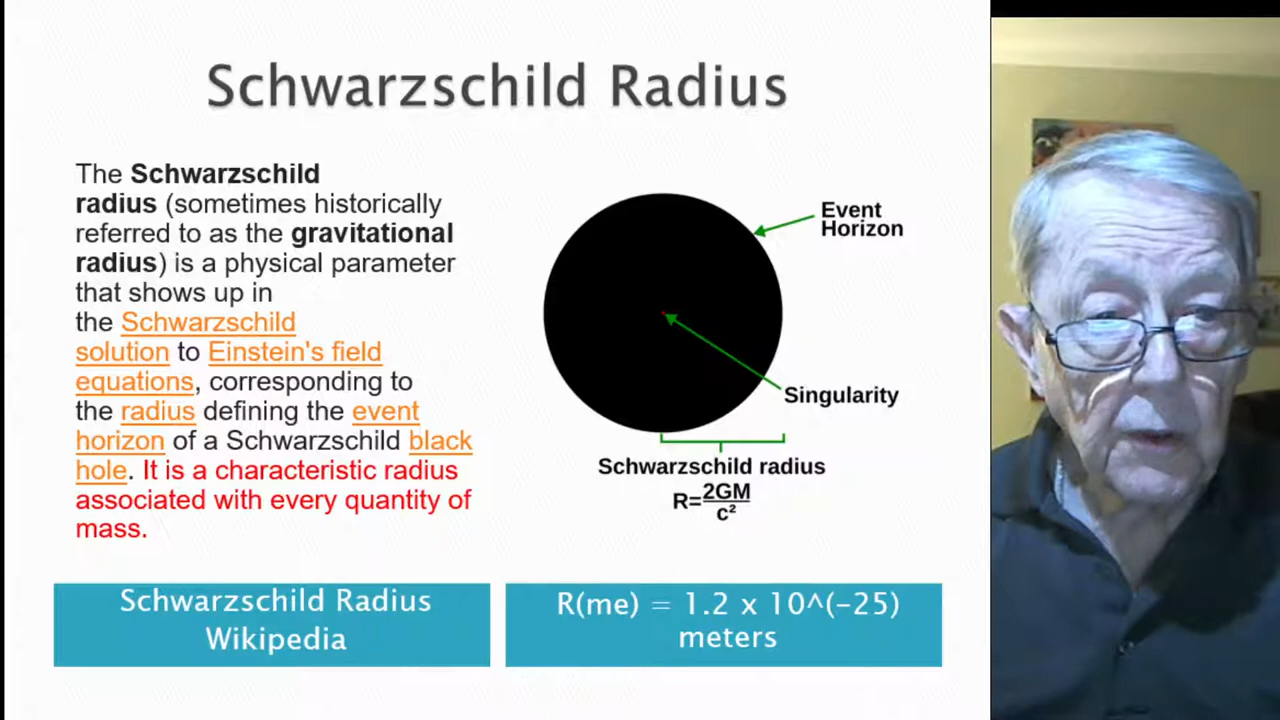 Schwarzschild Radius
The Schwarzschild
radius (sometimes historically
referred to as the gravitational
radius) is a physical parameter
that shows up in
the Schwarzschild
solution to Einstein's field
equations, corresponding to
the radius defining the event
horizon of a Schwarzschild black
hole. It is a characteristic radius
associated with every quantity of
mass.
Event
Horizon
Singularity
Schwarzschild radius
R=2GM
c²
Schwarzschild Radius
Wikipedia
R(me) = 1.2 x 10^(-25)
meters